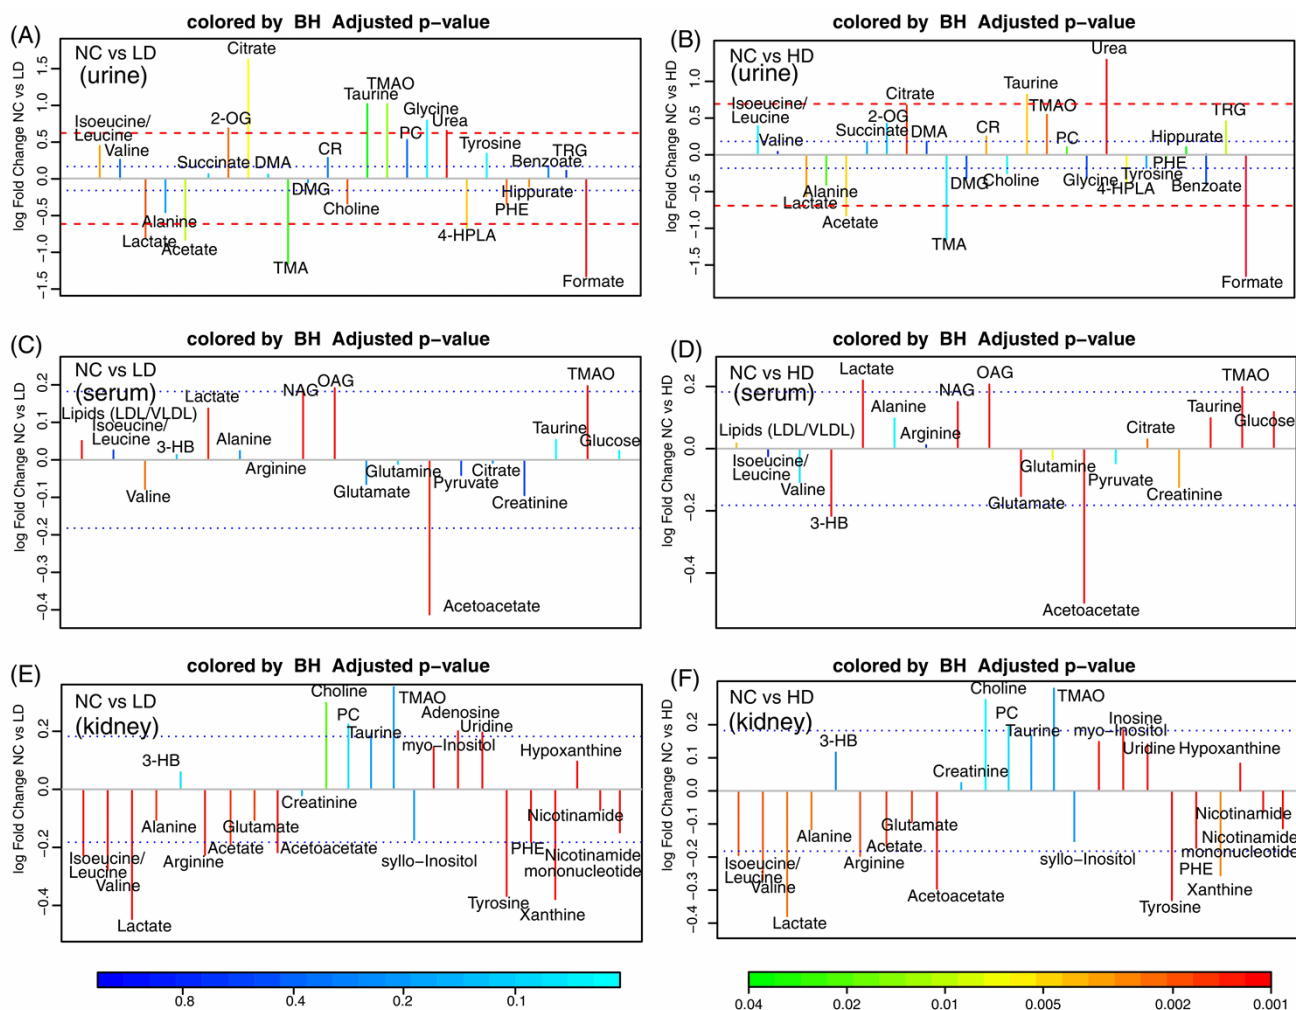 (A)
colored by BH Adjusted p−value
NC vs LD
(urine)
log Fold Change NC vs LD
1.5
1.0
0.5
0.0
−0.5
−1.0
−1.5
Citrate
Isoeucine/
Leucine
Valine
2−OG
Succinate
DMA
CR
Taurine
TMAO
PC
Glycine
Urea
Tyrosine
Benzoate
TRG
Lactate
Alanine
Acetate
DMG
TMA
Choline
4−HPLA
Hippurate
PHE
Formate
(B)
colored by BH Adjusted p−value
NC vs HD
(urine)
log Fold Change NC vs HD
1.0
0.5
0.0
−0.5
−1.0
−1.5
Isoeucine/
Leucine
Valine
Succinate
2−OG
Citrate
DMA
CR
Taurine
TMAO
PC
Urea
Hippurate
TRG
Alanine
Lactate
Acetate
TMA
DMG
Choline
Glycine
4−HPLA
PHE
Tyrosine
Benzoate
Formate
(C)
colored by BH Adjusted p−value
NC vs LD
(serum)
log Fold Change NC vs LD
0.2
0.1
0.0
−0.1
−0.2
−0.3
−0.4
Lipids (LDL/VLDL)
Isoeucine/
Leucine
3−HB
Lactate
Alanine
NAG
OAG
Taurine
TMAO
Glucose
Valine
Arginine
Glutamate
Glutamine
Pyruvate
Citrate
Creatinine
Acetoacetate
(D)
colored by BH Adjusted p−value
NC vs HD
(serum)
log Fold Change NC vs HD
0.2
0.0
−0.2
−0.4
Lactate
Lipids (LDL/VLDL)
Alanine
Arginine
NAG
OAG
Citrate
Taurine
TMAO
Glucose
Isoeucine/
Leucine
Valine
3−HB
Glutamate
Glutamine
Pyruvate
Creatinine
Acetoacetate
(E)
colored by BH Adjusted p−value
NC vs LD
(kidney)
log Fold Change NC vs LD
0.2
0.0
−0.2
−0.4
3−HB
Choline
PC
Taurine
TMAO
Adenosine
Uridine
myo−Inositol
Hypoxanthine
Isoeucine/
Leucine
Valine
Lactate
Alanine
Arginine
Acetate
Glutamate
Acetoacetate
Creatinine
syllo−Inositol
Tyrosine
PHE
Xanthine
Nicotinamide
Nicotinamide
mononucleotide
(F)
colored by BH Adjusted p−value
NC vs HD
(kidney)
log Fold Change NC vs HD
0.2
0.1
0.0
−0.1
−0.2
−0.3
−0.4
3−HB
Creatinine
Choline
PC
Taurine
TMAO
Inosine
myo−Inositol
Uridine
Hypoxanthine
Isoeucine/
Leucine
Valine
Lactate
Alanine
Arginine
Acetate
Glutamate
Acetoacetate
syllo−Inositol
Tyrosine
PHE
Xanthine
Nicotinamide
Nicotinamide
mononucleotide
0.8
0.4
0.2
0.1
0.04
0.02
0.01
0.005
0.002
0.001